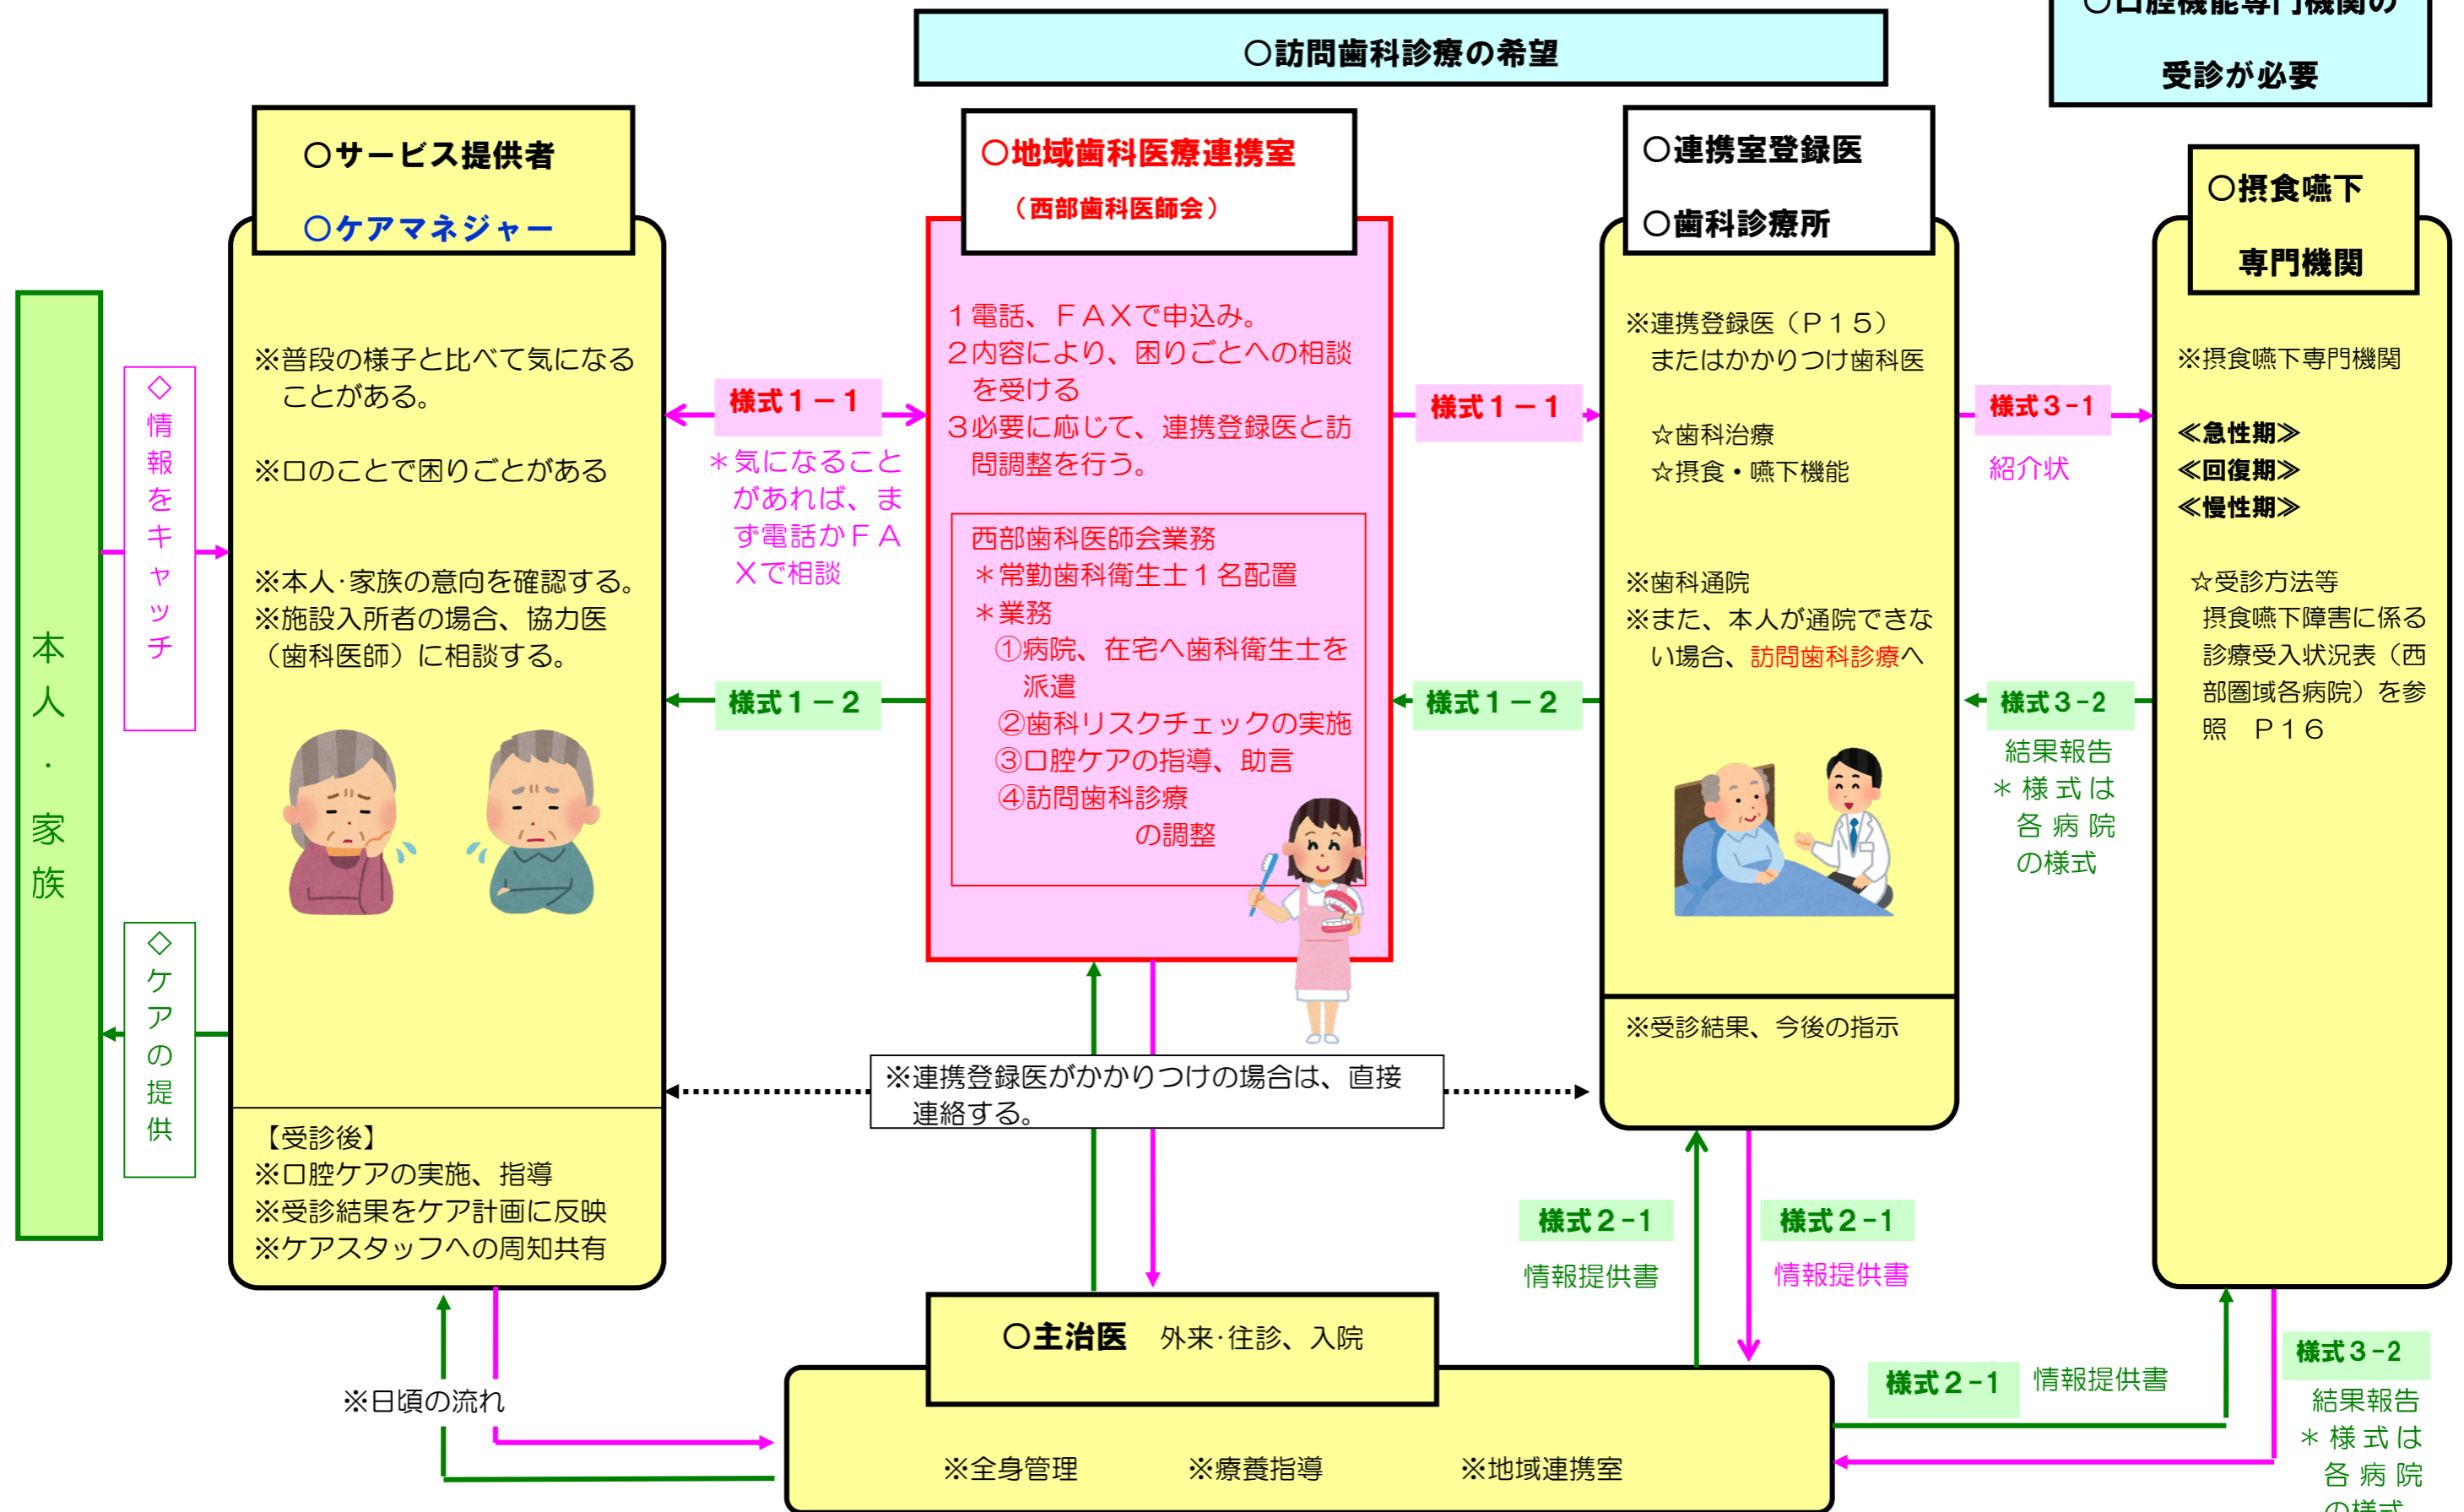 〇訪問歯科診療の希望
〇口腔機能専門機関の
受診が必要
〇サービス提供者
〇ケアマネジャー
〇地域歯科医療連携室
（西部歯科医師会）
〇連携室登録医
〇歯科診療所
〇摂食嚥下
専門機関
本人・家族
◇情報をキャッチ
◇ケアの提供
※普段の様子と比べて気になる
ことがある。
※口のことで困りごとがある
※本人･家族の意向を確認する。
※施設入所者の場合、協力医
（歯科医師）に相談する。
【受診後】
※口腔ケアの実施、指導
※受診結果をケア計画に反映
※ケアスタッフへの周知共有
様式１－１
＊気になること
があれば、ま
ず電話かＦＡ
Ｘで相談
様式１－２
１電話、ＦＡＸで申込み。
２内容により、困りごとへの相談
を受ける
３必要に応じて、連携登録医と訪
問調整を行う。
西部歯科医師会業務
＊常勤歯科衛生士１名配置
＊業務
①病院、在宅へ歯科衛生士を
派遣
②歯科リスクチェックの実施
③口腔ケアの指導、助言
④訪問歯科診療
の調整
様式１－１
様式１－２
※連携登録医（Ｐ１５）
またはかかりつけ歯科医
☆歯科治療
☆摂食・嚥下機能
※歯科通院
※また、本人が通院できな
い場合、訪問歯科診療へ
※受診結果、今後の指示
様式３-１
紹介状
様式３-２
結果報告
＊様式は
各病院
の様式
※摂食嚥下専門機関
≪急性期≫
≪回復期≫
≪慢性期≫
☆受診方法等
摂食嚥下障害に係る
診療受入状況表（西
部圏域各病院）を参
照　Ｐ１６
※連携登録医がかかりつけの場合は、直接
連絡する。
様式２-１
情報提供書
様式２-１
情報提供書
〇主治医　外来･往診、入院
※日頃の流れ
※全身管理
※療養指導
※地域連携室
様式２-１
情報提供書
様式３-２
結果報告
＊様式は
各病院
の様式